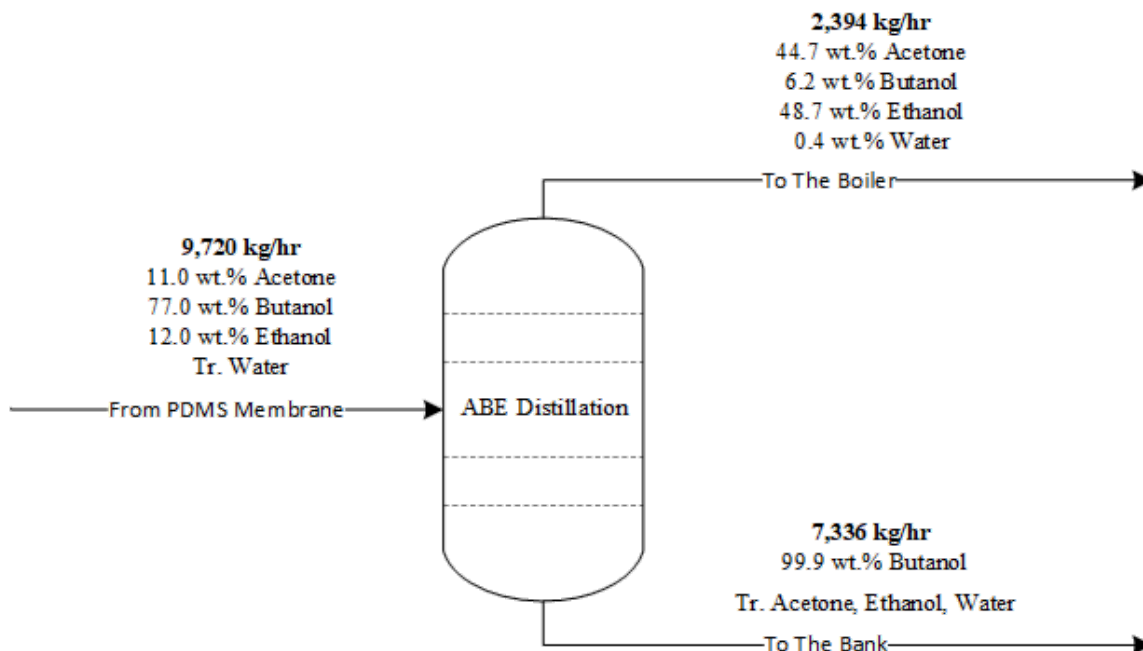 2,394 kg/hr
44.7 wt.% Acetone
6.2 wt.% Butanol
48.7 wt.% Ethanol
0.4 wt.% Water
To The Boiler
9,720 kg/hr
11.0 wt.% Acetone
77.0 wt.% Butanol
12.0 wt.% Ethanol
Tr. Water
From PDMS Membrane
ABE Distillation
7,336 kg/hr
99.9 wt.% Butanol
Tr. Acetone, Ethanol, Water
To The Bank